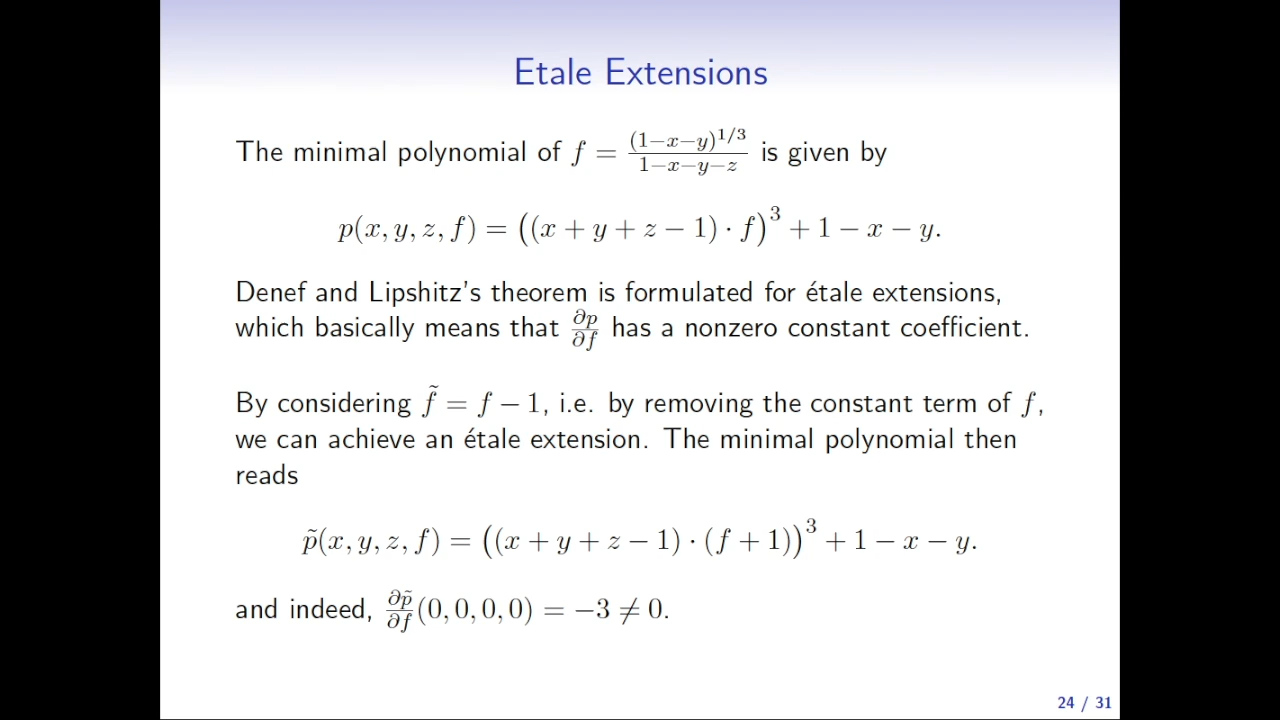 Etale Extensions
The minimal polynomial of f = (1−x−y)^{1/3} / (1−x−y−z) is given by
p(x, y, z, f) = ((x + y + z − 1) · f)^3 + 1 − x − y.
Denef and Lipshitz's theorem is formulated for étale extensions,
which basically means that ∂p/∂f has a nonzero constant coefficient.
By considering f̃ = f − 1, i.e. by removing the constant term of f,
we can achieve an étale extension. The minimal polynomial then
reads
p̃(x, y, z, f) = ((x + y + z − 1) · (f + 1))^3 + 1 − x − y.
and indeed, ∂p̃/∂f (0, 0, 0, 0) = −3 ≠ 0.
24 / 31